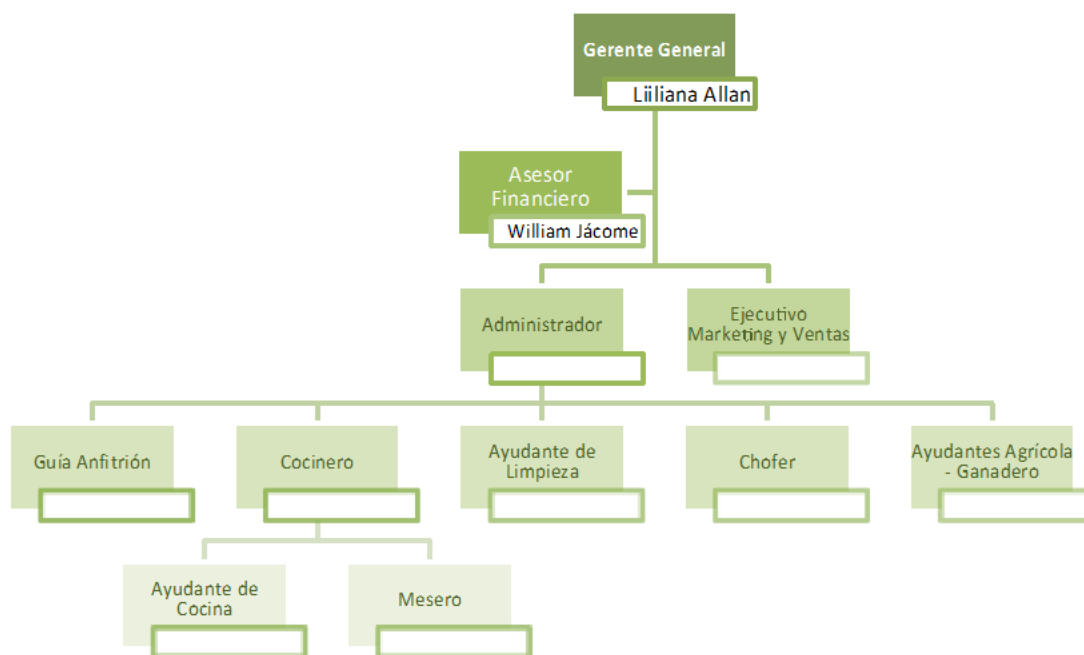 Gerente General
Liiliana Allan
Asesor
Financiero
William Jácome
Administrador
Ejecutivo
Marketing y Ventas
Guía Anfitrión
Cocinero
Ayudante de
Limpieza
Chofer
Ayudantes Agrícola
- Ganadero
Ayudante de
Cocina
Mesero